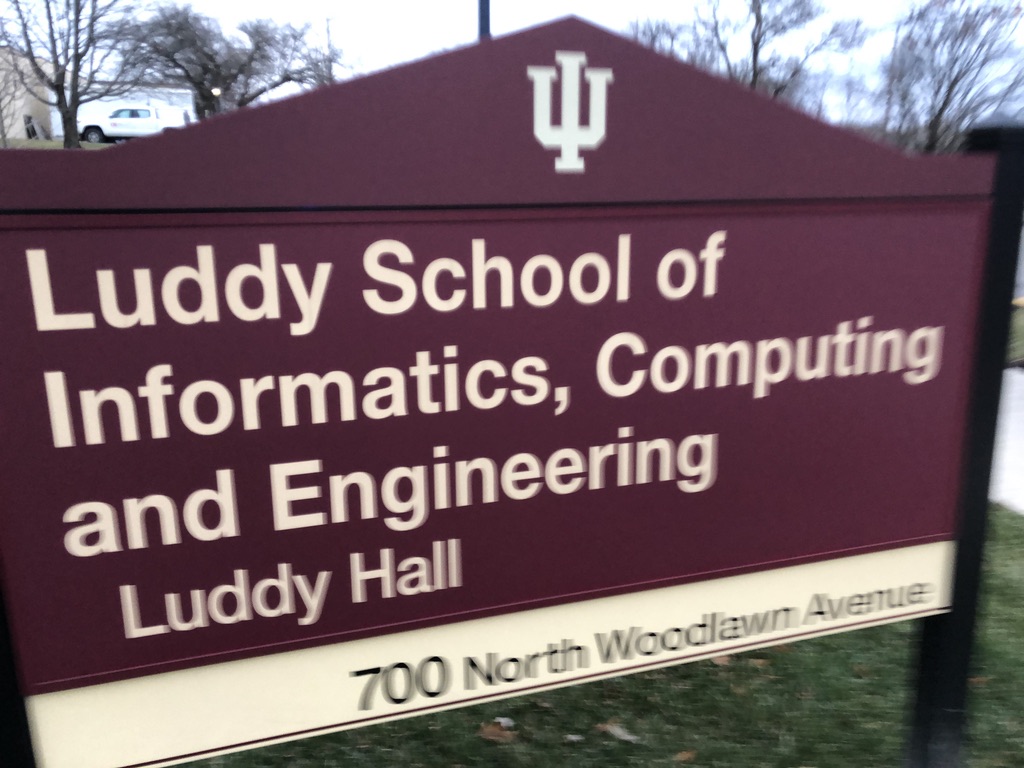 Luddy School of
Informatics, Computing
and Engineering
Luddy Hall
700 North Woodlawn Avenue